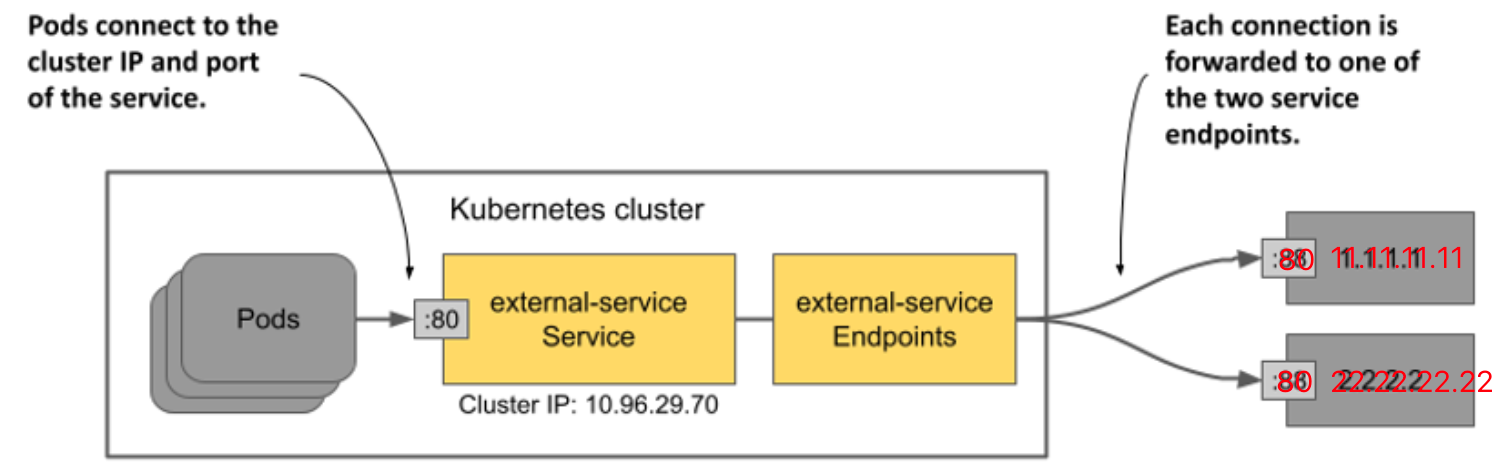 Pods connect to the
cluster IP and port
of the service.
Each connection is
forwarded to one of
the two service
endpoints.
Kubernetes cluster
Pods
:80
external-service
Service
external-service
Endpoints
Cluster IP: 10.96.29.70
80 11.11.11.11
80 22.22.22.22